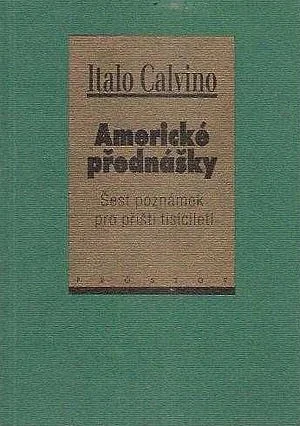 Italo Calvino
Americké
přednášky
Šest poznámek
pro příští tisíciletí
PROSTOR